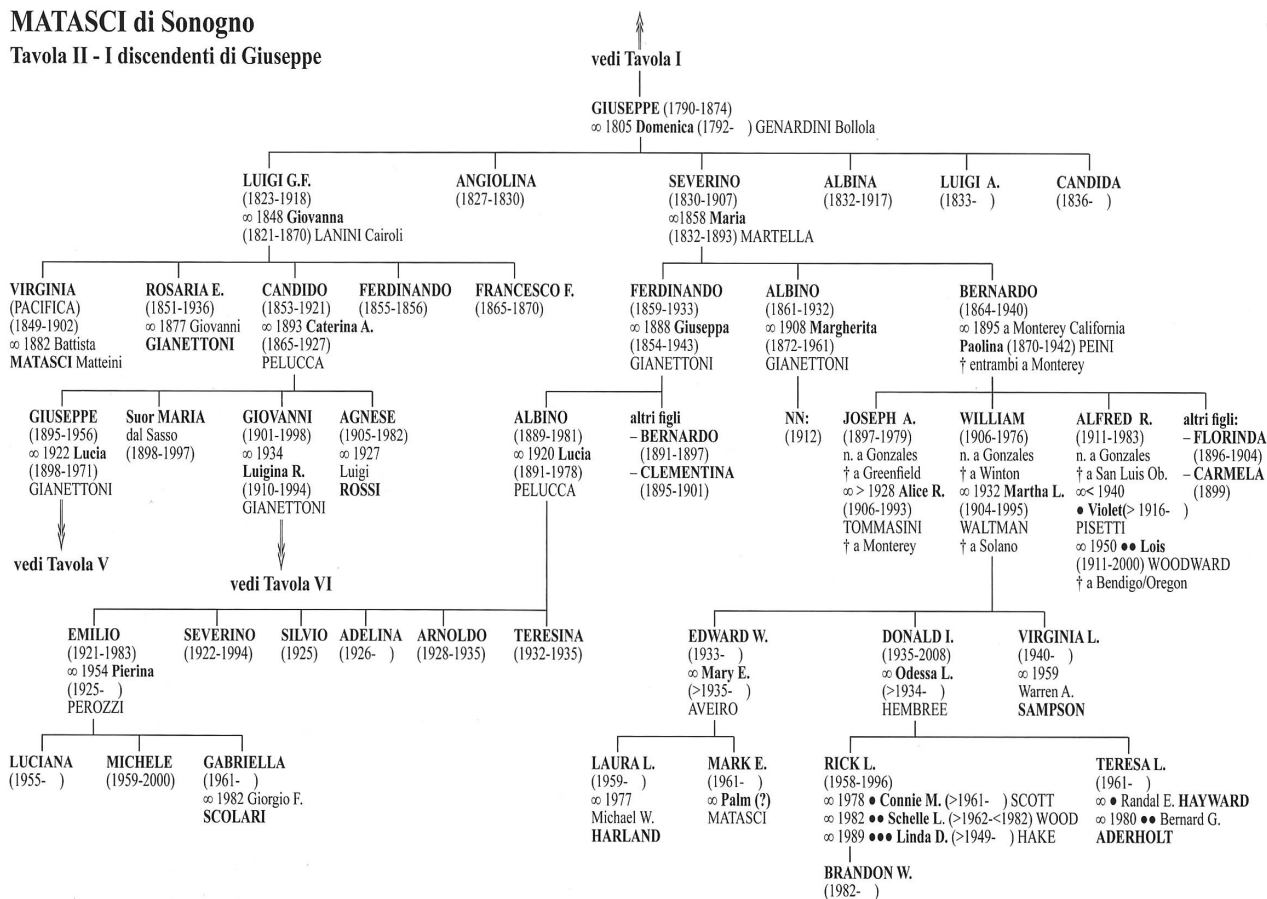 MATASCI di Sonogno
Tavola II - I discendenti di Giuseppe
vedi Tavola I
GIUSEPPE (1790-1874)
∞ 1805 Domenica (1792- ) GENARDINI Bollola
LUIGI G.F.
(1823-1918)
∞ 1848 Giovanna
(1821-1870) LANINI Cairoli
ANGIOLINA
(1827-1830)
SEVERINO
(1830-1907)
∞1858 Maria
(1832-1893) MARTELLA
ALBINA
(1832-1917)
LUIGI A.
(1833- )
CANDIDA
(1836- )
VIRGINIA
(PACIFICA)
(1849-1902)
∞ 1882 Battista
MATASCI Matteini
ROSARIA E.
(1851-1936)
∞ 1877 Giovanni
GIANETTONI
CANDIDO
(1853-1921)
∞ 1893 Caterina A.
(1865-1927)
PELUCCA
FERDINANDO
(1855-1856)
FRANCESCO F.
(1865-1870)
FERDINANDO
(1859-1933)
∞ 1888 Giuseppa
(1854-1943)
GIANETTONI
ALBINO
(1861-1932)
∞ 1908 Margherita
(1872-1961)
GIANETTONI
BERNARDO
(1864-1940)
∞ 1895 a Monterey California
Paolina (1870-1942) PEINI
† entrambi a Monterey
GIUSEPPE
(1895-1956)
∞ 1922 Lucia
(1898-1971)
GIANETTONI
vedi Tavola V
Suor MARIA
dal Sasso
(1898-1997)
GIOVANNI
(1901-1998)
∞ 1934
Luigina R.
(1910-1994)
GIANETTONI
vedi Tavola VI
AGNESE
(1905-1982)
∞ 1927
Luigi
ROSSI
ALBINO
(1889-1981)
∞ 1920 Lucia
(1891-1978)
PELUCCA
altri figli
– BERNARDO
(1891-1897)
– CLEMENTINA
(1895-1901)
NN:
(1912)
JOSEPH A.
(1897-1979)
n. a Gonzales
† a Greenfield
∞ > 1928 Alice R.
(1906-1993)
TOMMASINI
† a Monterey
WILLIAM
(1906-1976)
n. a Gonzales
† a Winton
∞ 1932 Martha L.
(1904-1995)
WALTMAN
† a Solano
ALFRED R.
(1911-1983)
n. a Gonzales
† a San Luis Ob.
∞< 1940
● Violet(> 1916- )
PISETTI
∞ 1950 ●● Lois
(1911-2000) WOODWARD
† a Bendigo/Oregon
altri figli:
– FLORINDA
(1896-1904)
– CARMELA
(1899)
EMILIO
(1921-1983)
∞ 1954 Pierina
(1925- )
PEROZZI
SEVERINO
(1922-1994)
SILVIO
(1925)
ADELINA
(1926- )
ARNOLDO
(1928-1935)
TERESINA
(1932-1935)
EDWARD W.
(1933- )
∞ Mary E.
(>1935- )
AVEIRO
DONALD I.
(1935-2008)
∞ Odessa L.
(>1934- )
HEMBREE
VIRGINIA L.
(1940- )
∞ 1959
Warren A.
SAMPSON
LUCIANA
(1955- )
MICHELE
(1959-2000)
GABRIELLA
(1961- )
∞ 1982 Giorgio F.
SCOLARI
LAURA L.
(1959- )
∞ 1977
Michael W.
HARLAND
MARK E.
(1961- )
∞ Palm (?)
MATASCI
RICK L.
(1958-1996)
∞ 1978 ● Connie M. (>1961- ) SCOTT
∞ 1982 ●● Schelle L. (>1962-<1982) WOOD
∞ 1989 ●●● Linda D. (>1949- ) HAKE
TERESA L.
(1961- )
∞ ● Randal E. HAYWARD
∞ 1980 ●● Bernard G.
ADERHOLT
BRANDON W.
(1982- )